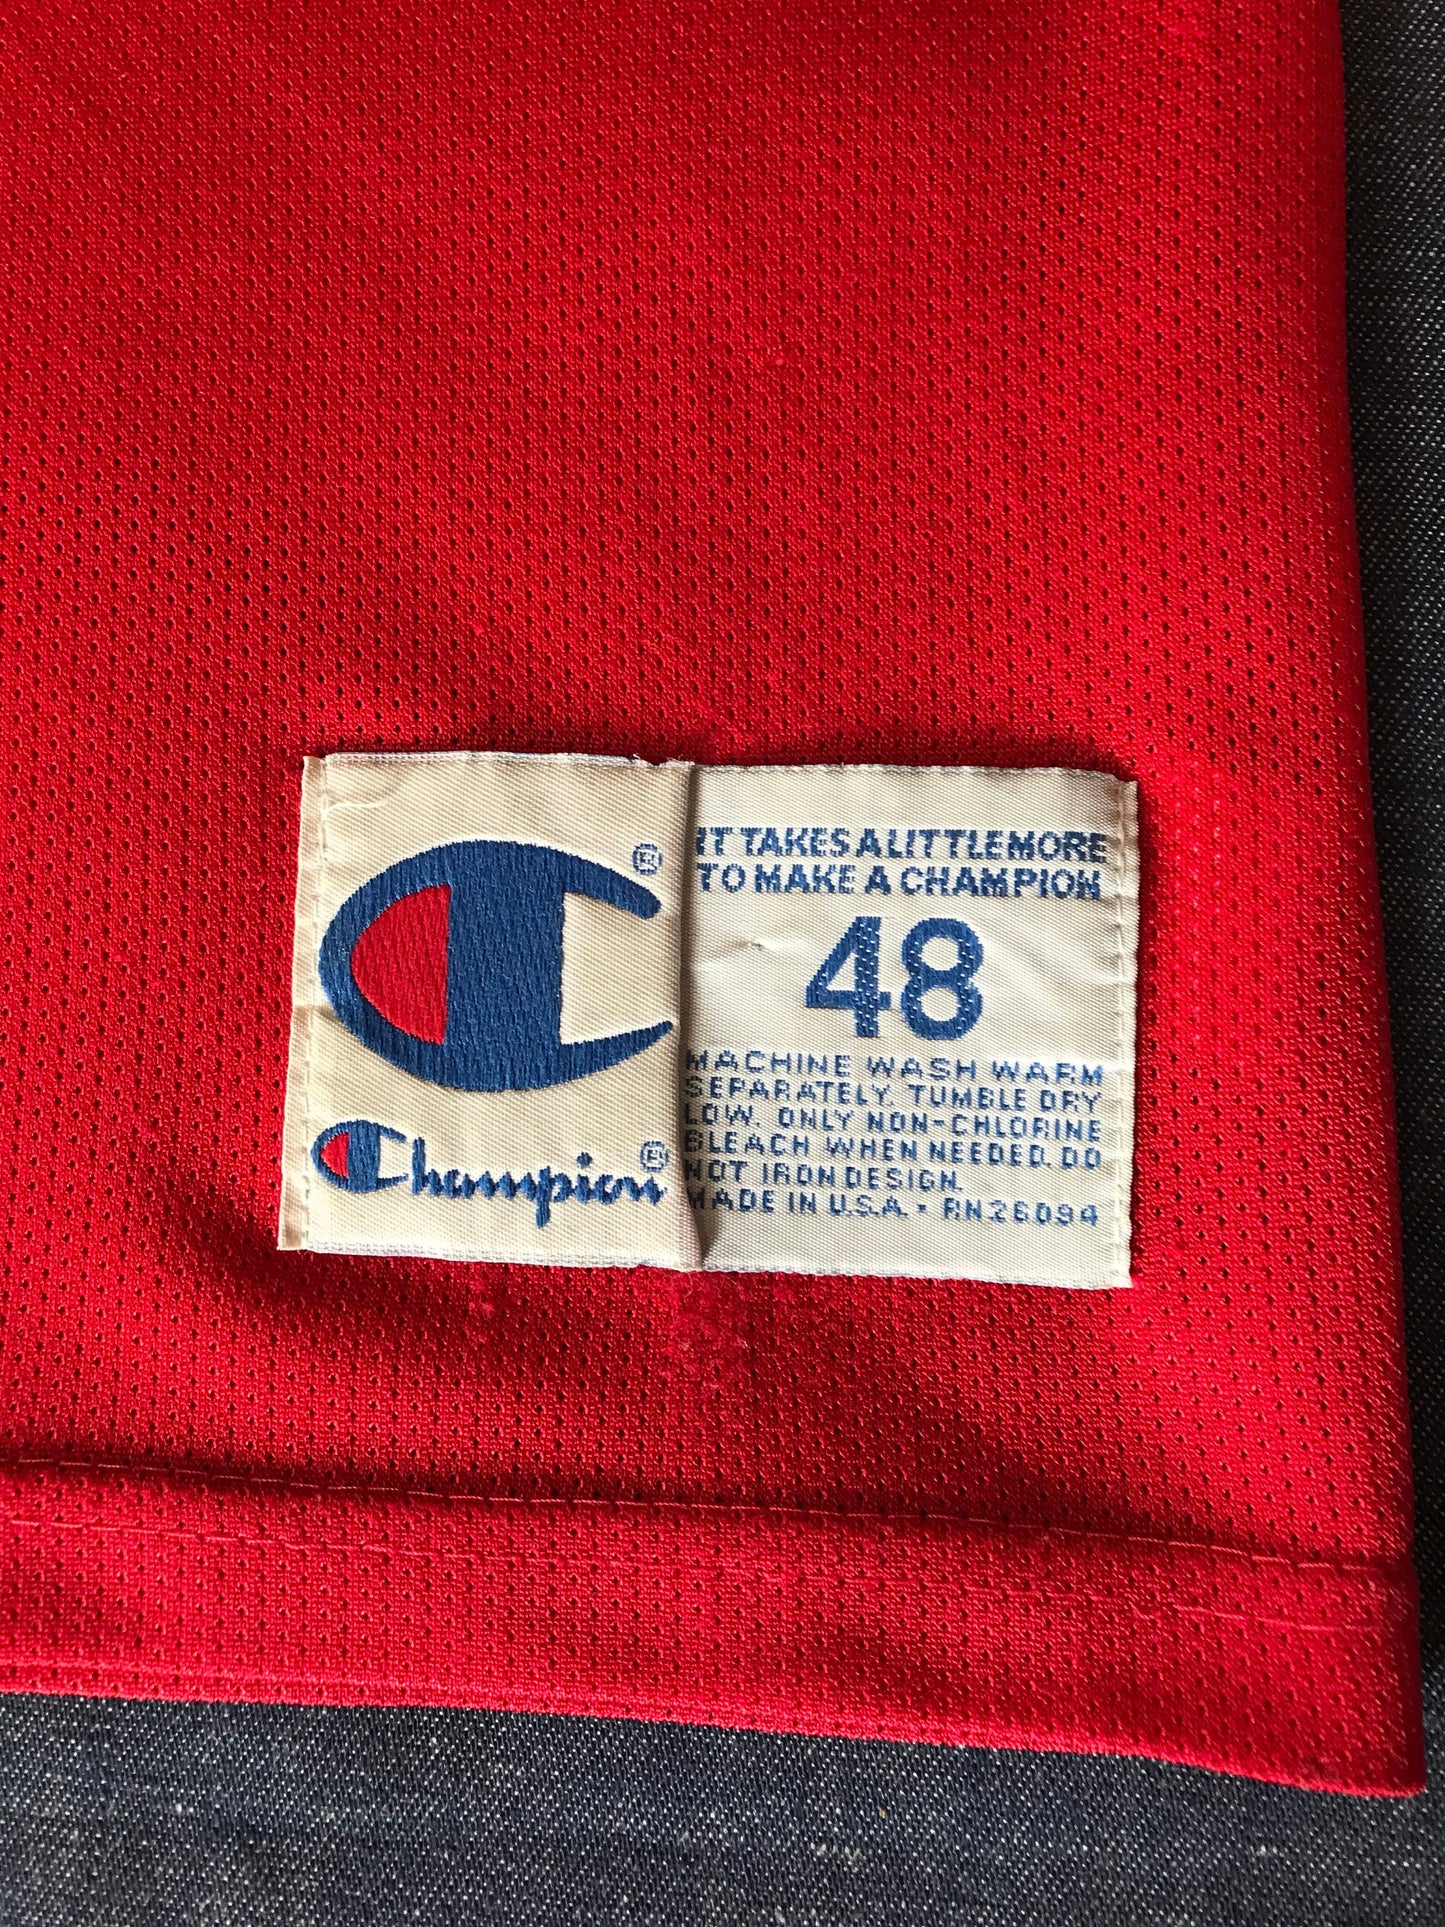 ®
Champion®
IT TAKES A LITTLE MORE
TO MAKE A CHAMPION
48
MACHINE WASH WARM
SEPARATELY. TUMBLE DRY
LOW. ONLY NON-CHLORINE
BLEACH WHEN NEEDED. DO
NOT IRON DESIGN.
MADE IN U.S.A. • RN26094